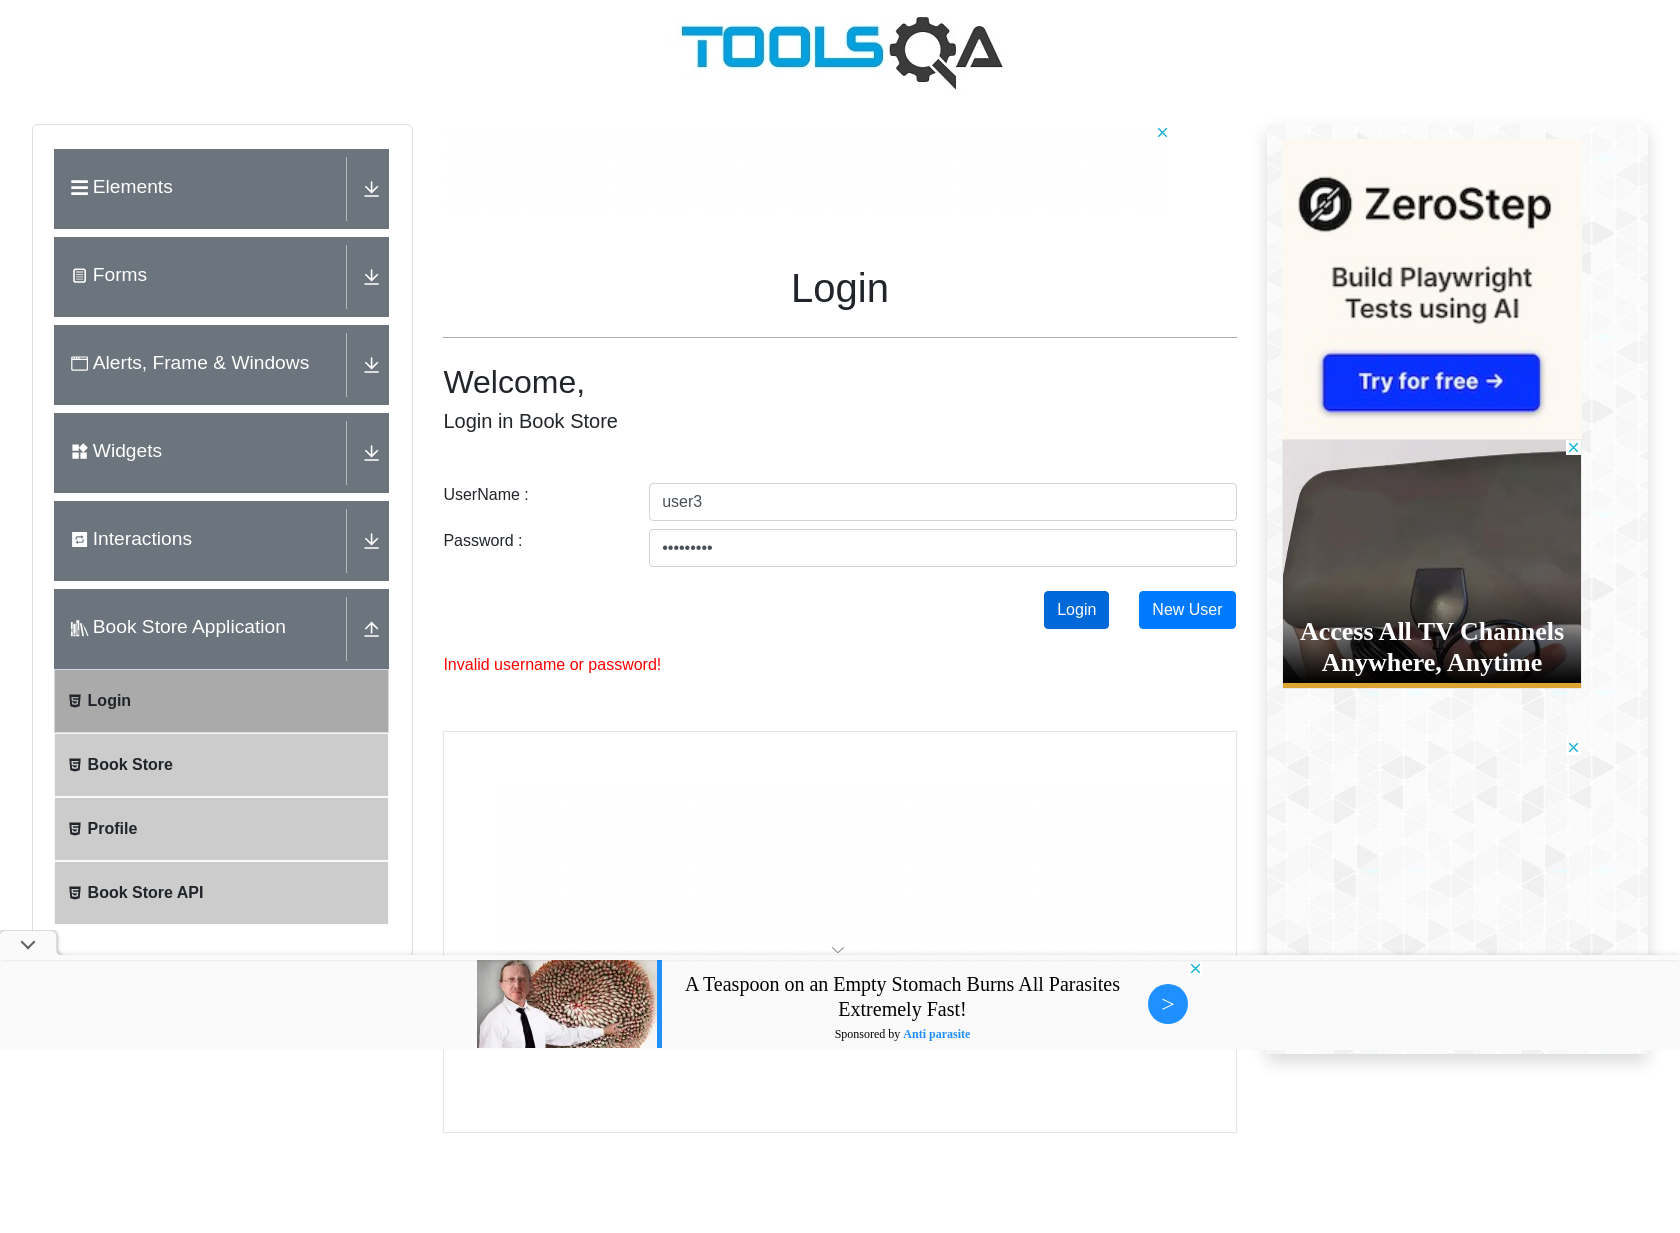 TOOLSQA
Elements
Forms
Alerts, Frame & Windows
Widgets
Interactions
Book Store Application
Login
Book Store
Profile
Book Store API
Login
Welcome,
Login in Book Store
UserName :
user3
Password :
•••••••••
Login
New User
Invalid username or password!
ZeroStep
Build Playwright
Tests using AI
Try for free →
Access All TV Channels
Anywhere, Anytime
A Teaspoon on an Empty Stomach Burns All Parasites
Extremely Fast!
Sponsored by Anti parasite
>